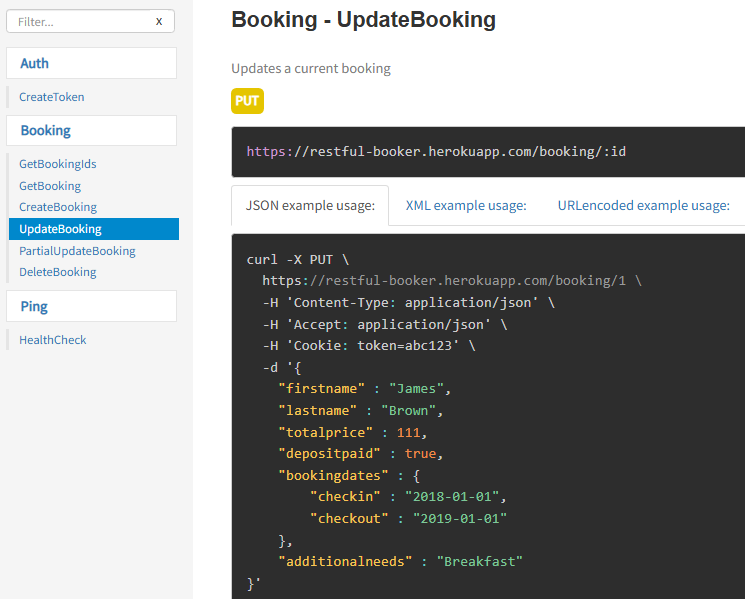 Filter...
x
Auth
CreateToken
Booking
GetBookingIds
GetBooking
CreateBooking
UpdateBooking
PartialUpdateBooking
DeleteBooking
Ping
HealthCheck
Booking - UpdateBooking
Updates a current booking
PUT
https://restful-booker.herokuapp.com/booking/:id
JSON example usage:
XML example usage:
URLencoded example usage:
curl -X PUT \
  https://restful-booker.herokuapp.com/booking/1 \
  -H 'Content-Type: application/json' \
  -H 'Accept: application/json' \
  -H 'Cookie: token=abc123' \
  -d '{
    "firstname" : "James",
    "lastname" : "Brown",
    "totalprice" : 111,
    "depositpaid" : true,
    "bookingdates" : {
        "checkin" : "2018-01-01",
        "checkout" : "2019-01-01"
    },
    "additionalneeds" : "Breakfast"
}'